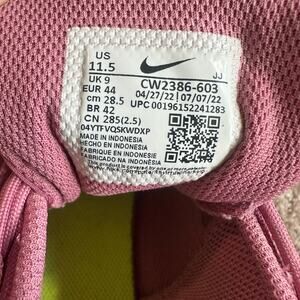 US
11.5
JJ
UK 9
CW2386-603
EUR 44
04/27/22 07/07/22
cm 28.5
UPC 00196152241283
BR 42
CN 285(2.5)
04YTFVQSKWDXP
MADE IN INDONESIA
HECHO EN INDONESIA
FABRIQUE EN INDONESIE
FABRICADO NA INDONÉSIA